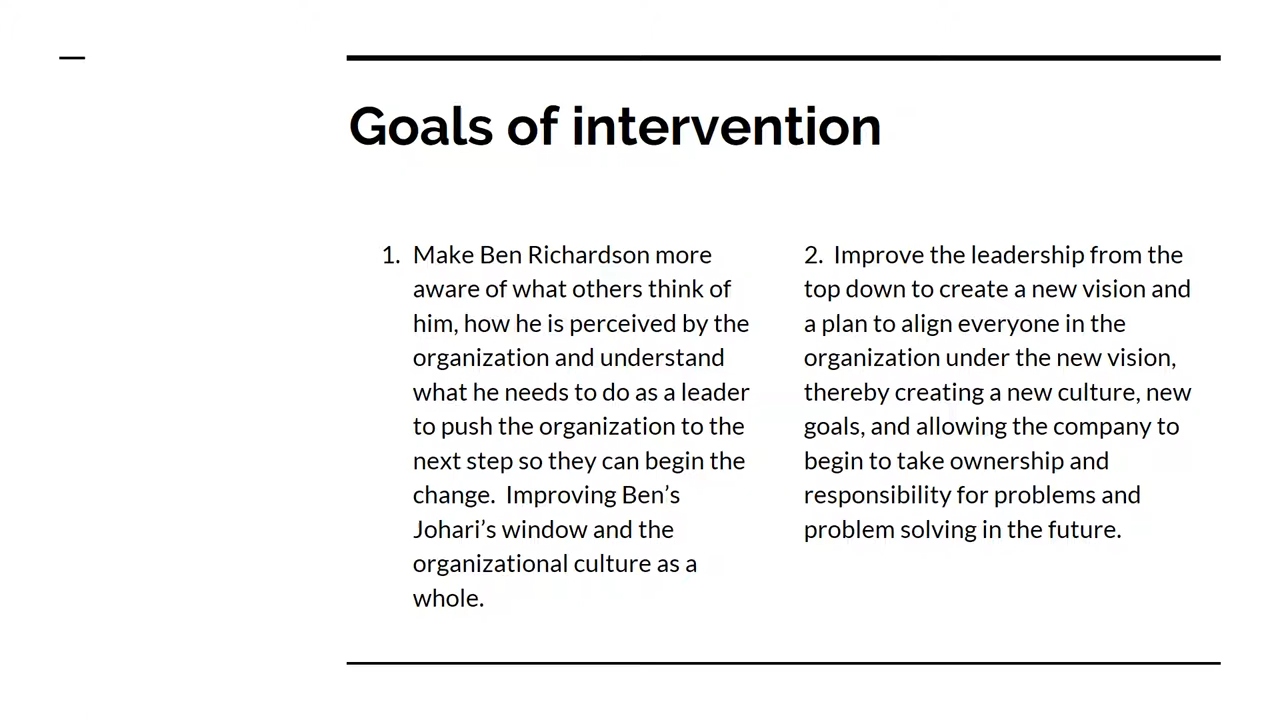 Goals of intervention
1. Make Ben Richardson more
aware of what others think of
him, how he is perceived by the
organization and understand
what he needs to do as a leader
to push the organization to the
next step so they can begin the
change.  Improving Ben’s
Johari’s window and the
organizational culture as a
whole.
2.  Improve the leadership from the
top down to create a new vision and
a plan to align everyone in the
organization under the new vision,
thereby creating a new culture, new
goals, and allowing the company to
begin to take ownership and
responsibility for problems and
problem solving in the future.